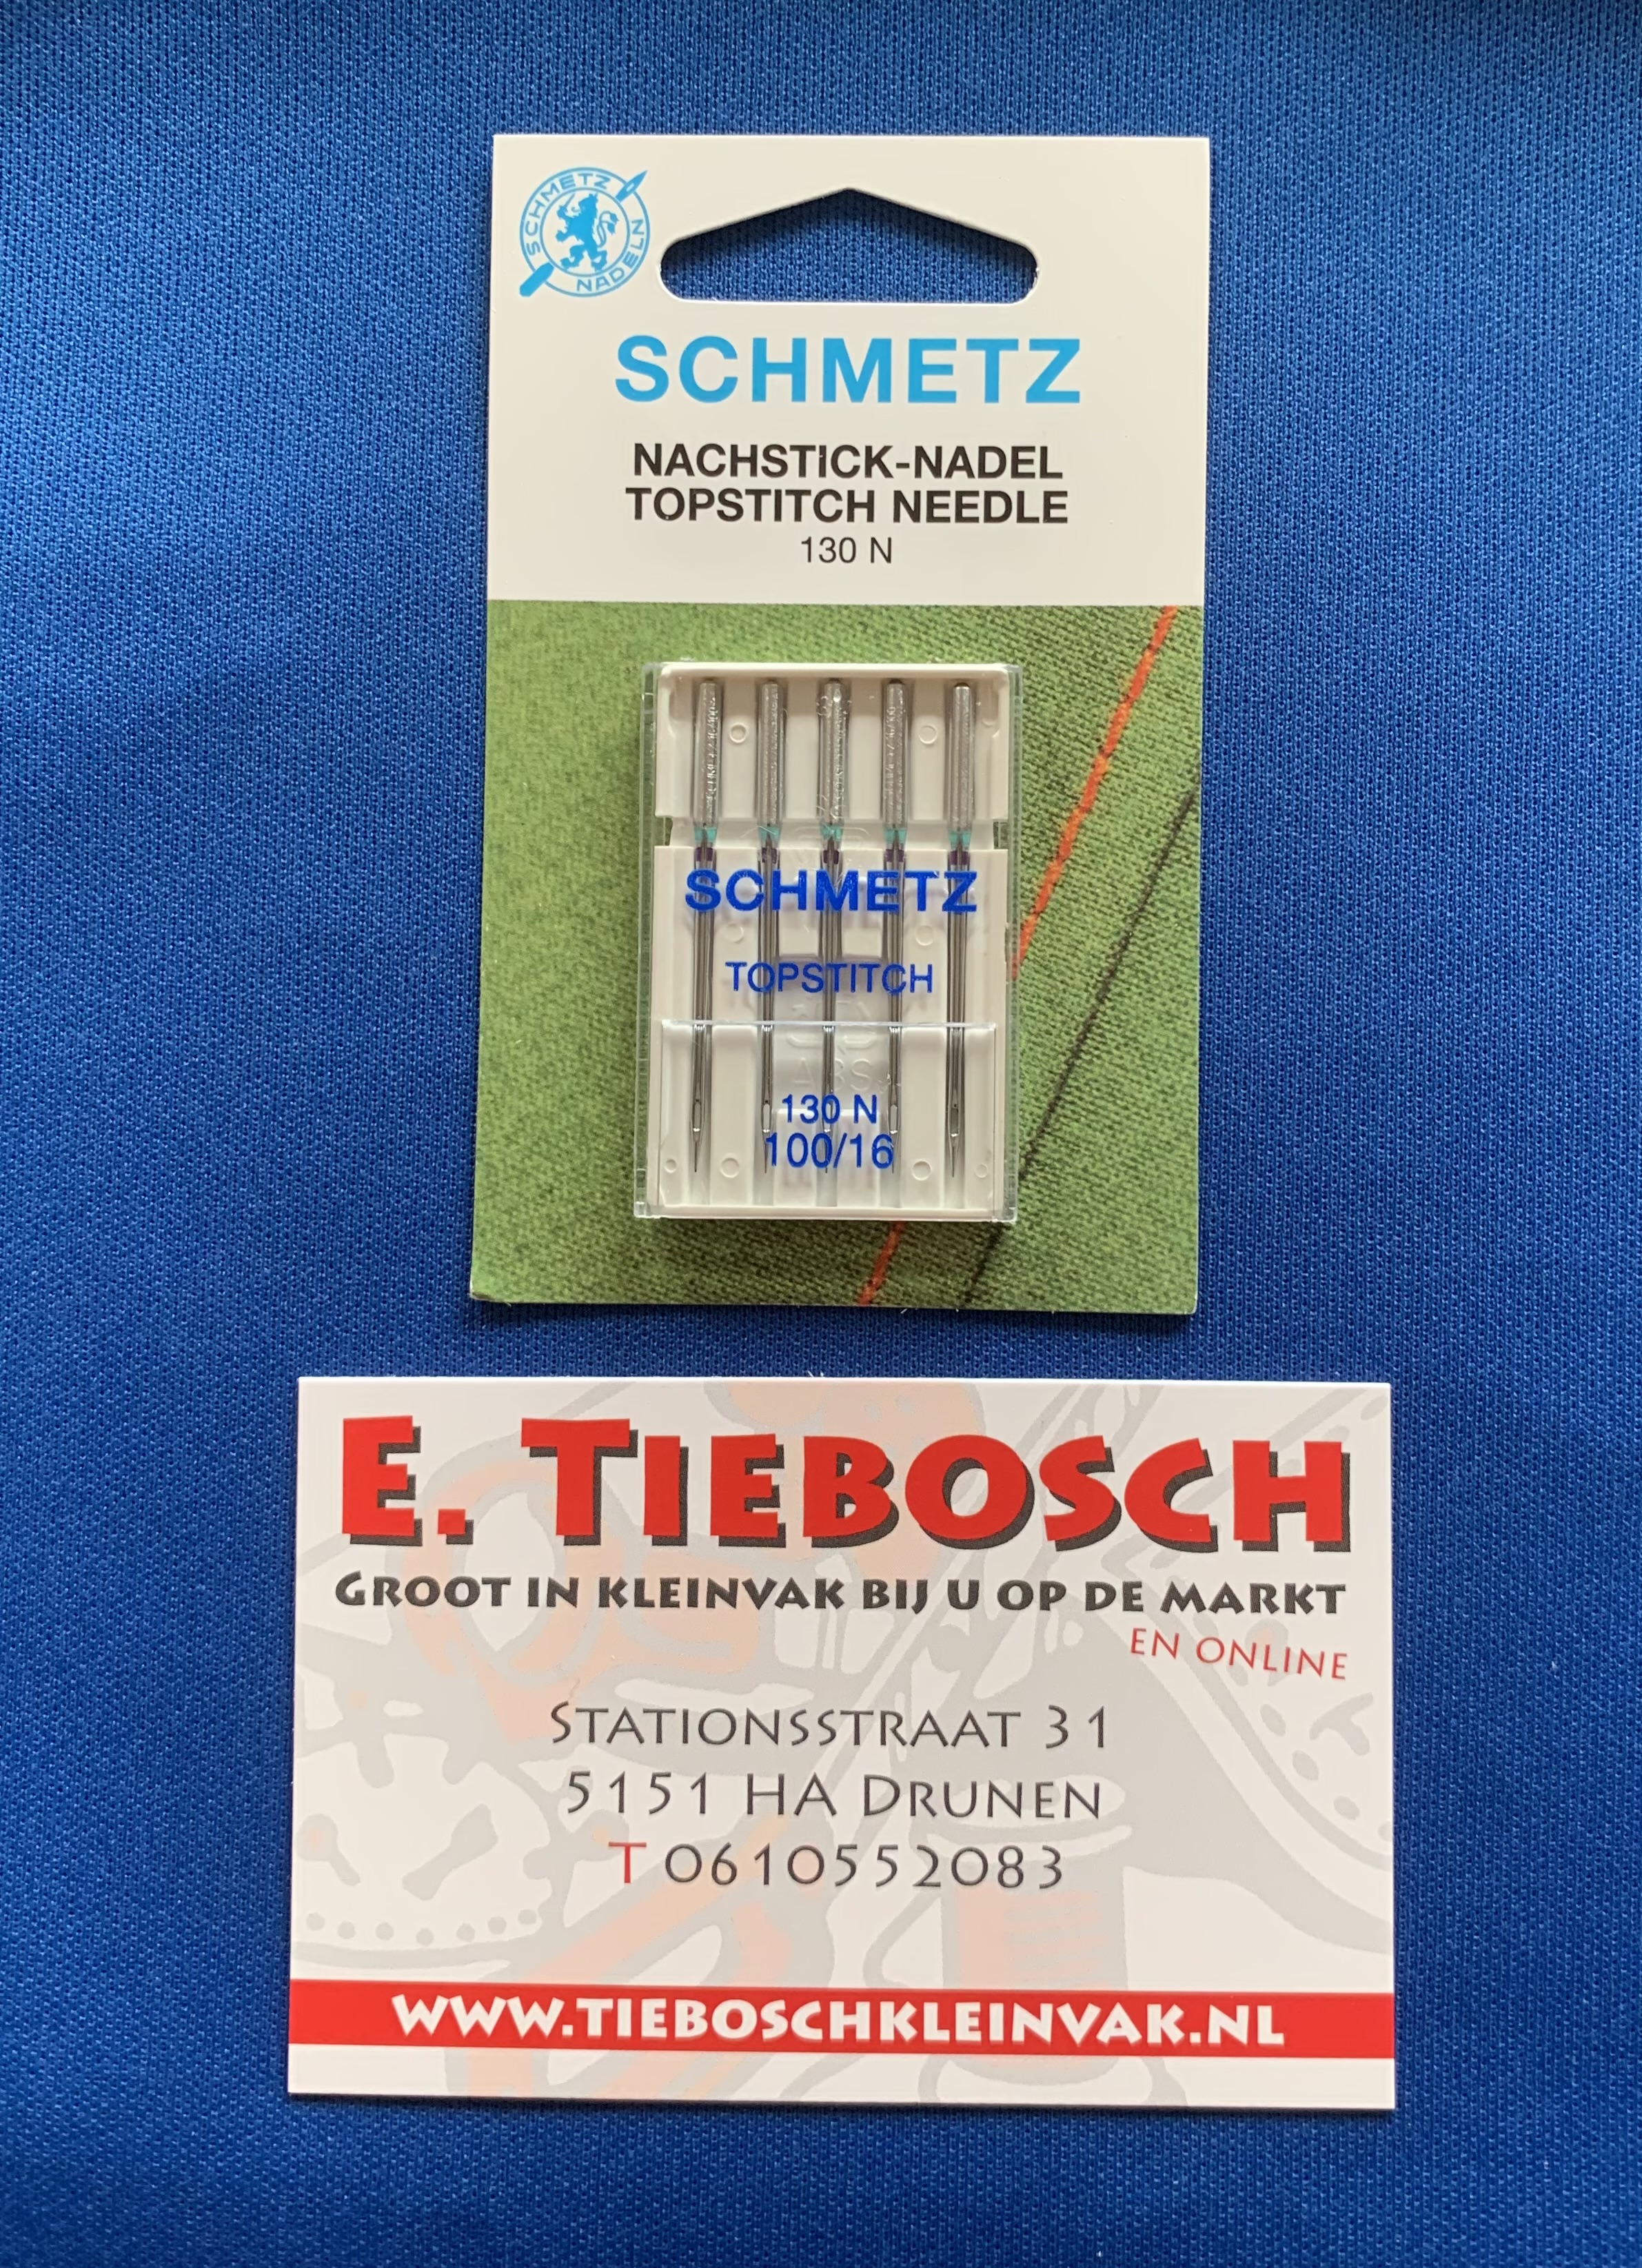 SCHMETZ NADELN
SCHMETZ
NACHSTICK-NADEL
TOPSTITCH NEEDLE
130 N
SCHMETZ
TOPSTITCH
ABS
130 N
100/16
E. TIEBOSCH
GROOT IN KLEINVAK BIJ U OP DE MARKT
EN ONLINE
STATIONSSTRAAT 31
5151 HA DRUNEN
T 0610552083
WWW.TIEBOSCHKLEINVAK.NL